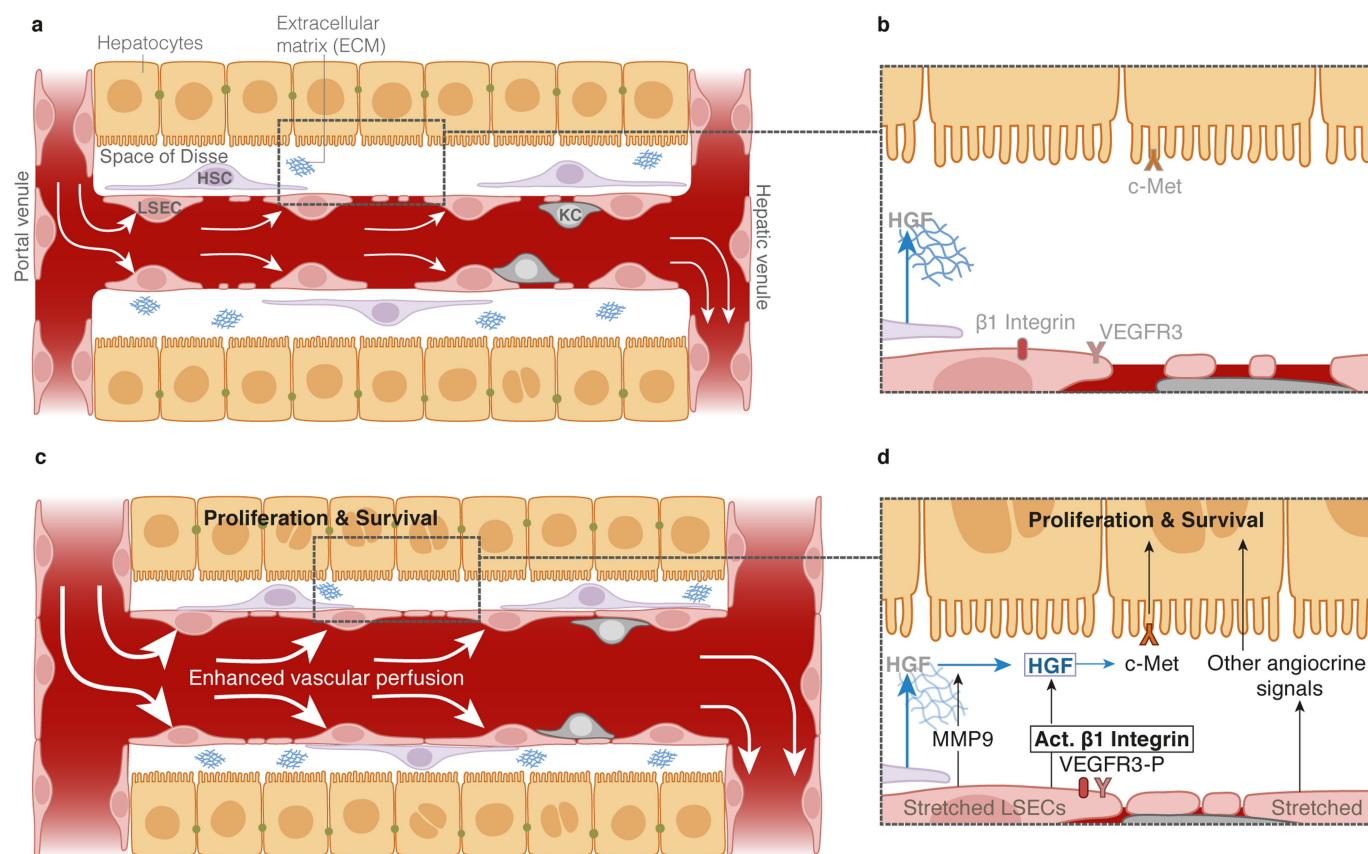 a
Hepatocytes
Extracellular
matrix (ECM)
Space of Disse
HSC
LSEC
KC
Portal venule
Hepatic venule
b
c-Met
HGF
β1 Integrin
VEGFR3
c
Proliferation & Survival
Enhanced vascular perfusion
d
Proliferation & Survival
HGF
HGF
c-Met
Other angiocrine
signals
MMP9
Act. β1 Integrin
VEGFR3-P
Stretched LSECs
Stretched